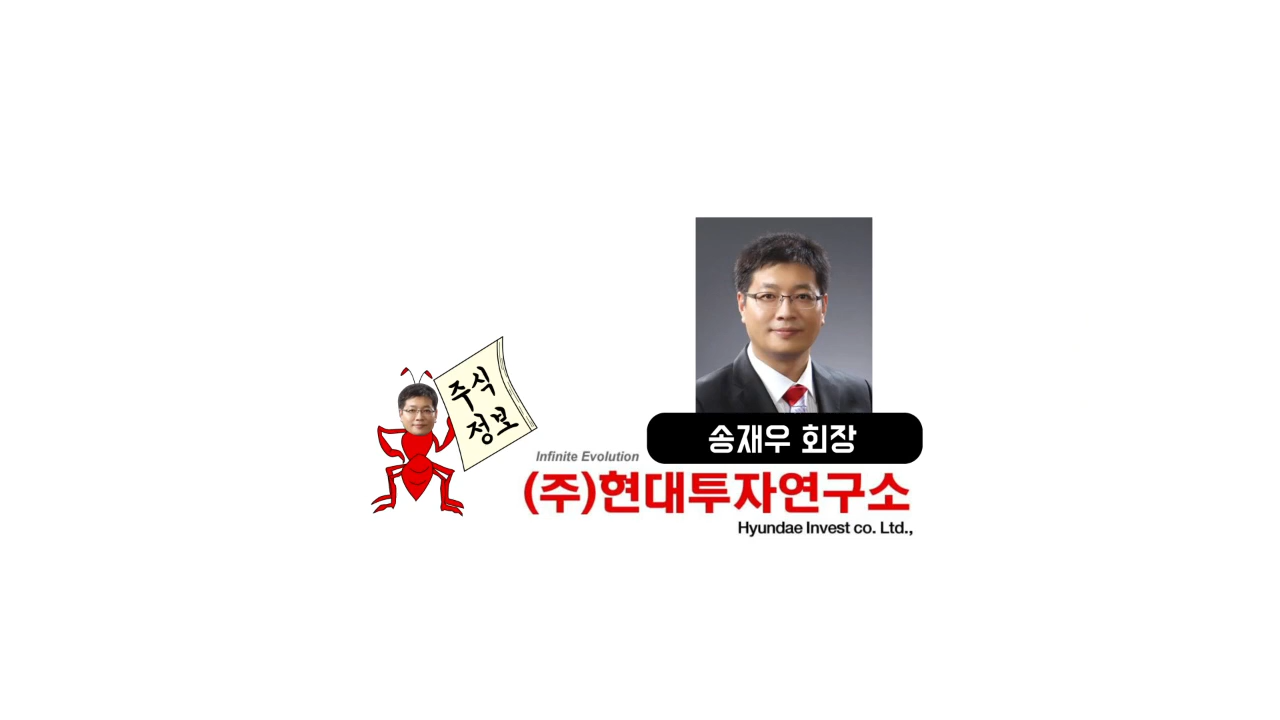 주식
정보
송재우 회장
Infinite Evolution
(주)현대투자연구소
Hyundae Invest co. Ltd.,